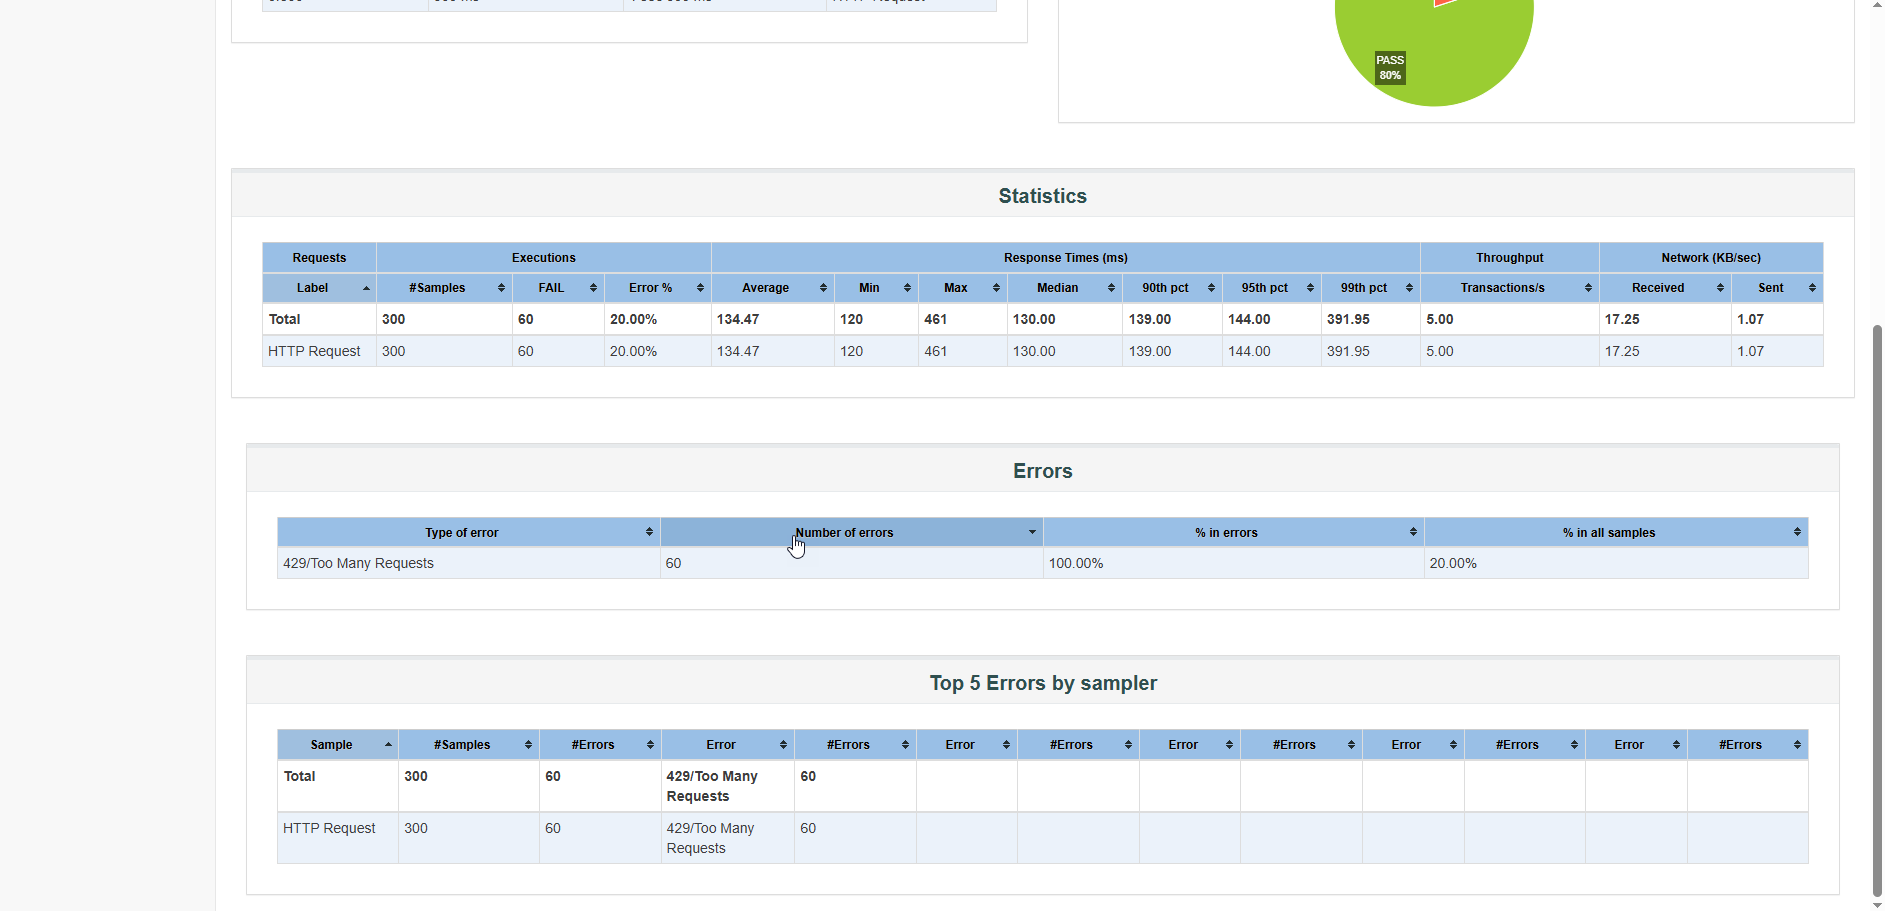 PASS
80%
Statistics
Requests Executions Response Times (ms) Throughput Network (KB/sec)
Label #Samples FAIL Error % Average Min Max Median 90th pct 95th pct 99th pct Transactions/s Received Sent
Total 300 60 20.00% 134.47 120 461 130.00 139.00 144.00 391.95 5.00 17.25 1.07
HTTP Request 300 60 20.00% 134.47 120 461 130.00 139.00 144.00 391.95 5.00 17.25 1.07
Errors
Type of error Number of errors % in errors % in all samples
429/Too Many Requests 60 100.00% 20.00%
Top 5 Errors by sampler
Sample #Samples #Errors Error #Errors Error #Errors Error #Errors Error #Errors Error #Errors
Total 300 60 429/Too Many 60
Requests
HTTP Request 300 60 429/Too Many 60
Requests